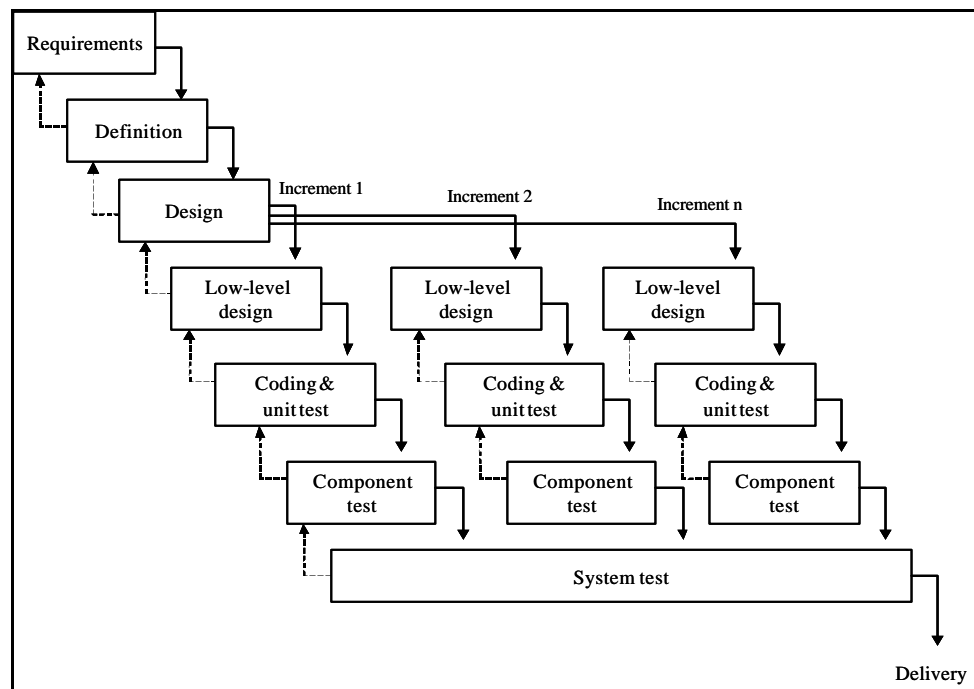 Requirements
Definition
Design
Increment 1
Increment 2
Increment n
Low-level
design
Low-level
design
Low-level
design
Coding &
unit test
Coding &
unit test
Coding &
unit test
Component
test
Component
test
Component
test
System test
Delivery